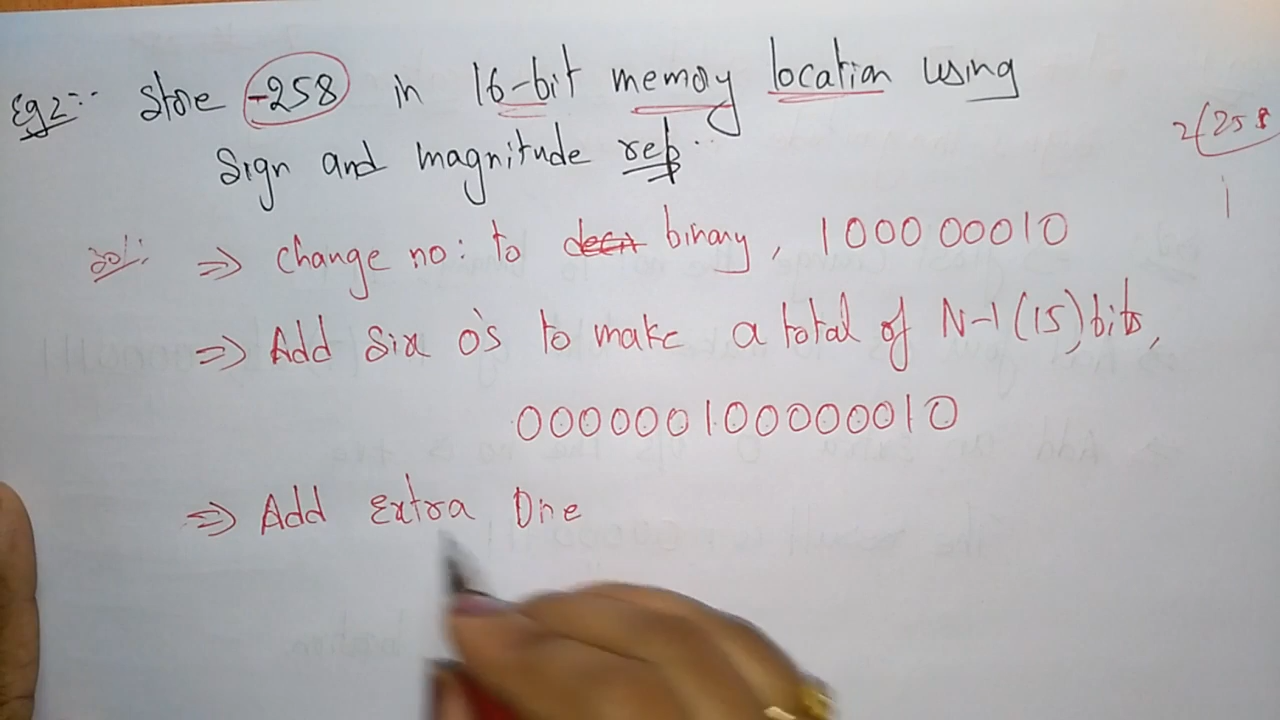 Eg2:- Store -258 in 16-bit memory location using
Sign and magnitude rep..
2(258
1
Sol: => change no: to binary, 100000010
=> Add six 0's to make a total of N-1(15)bits,
000000100000010
=> Add Extra One